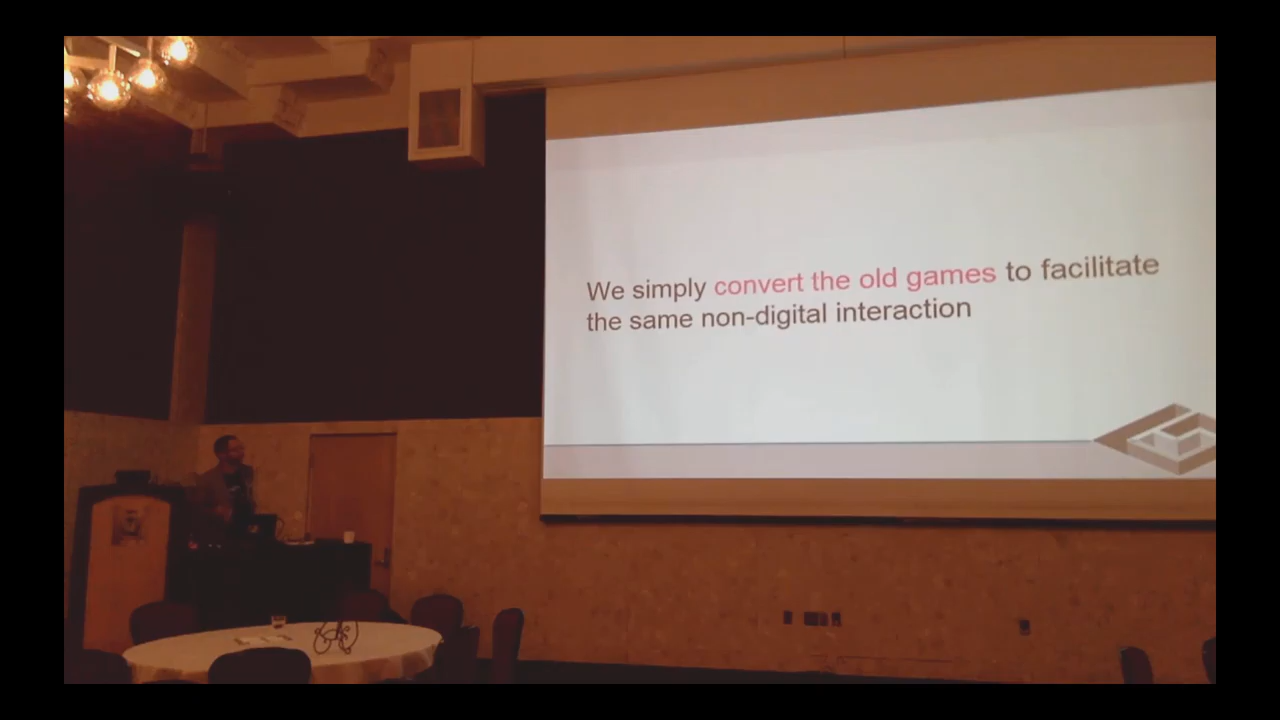 We simply convert the old games to facilitate
the same non-digital interaction